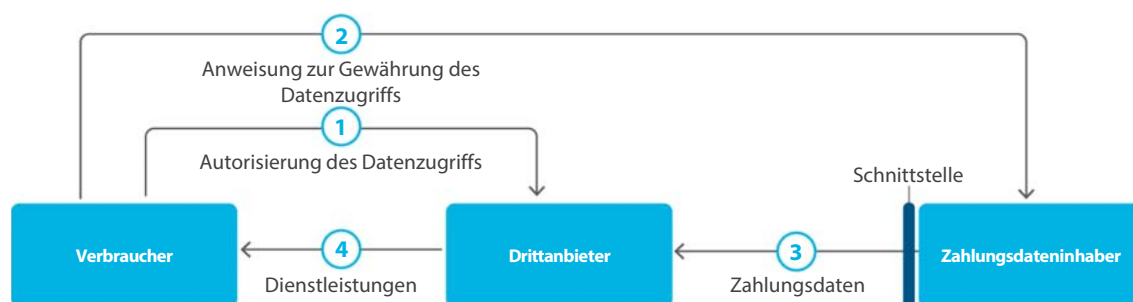 2
Anweisung zur Gewährung des
Datenzugriffs
1
Autorisierung des Datenzugriffs
Schnittstelle
Verbraucher
4
Dienstleistungen
Drittanbieter
3
Zahlungsdaten
Zahlungsdateninhaber